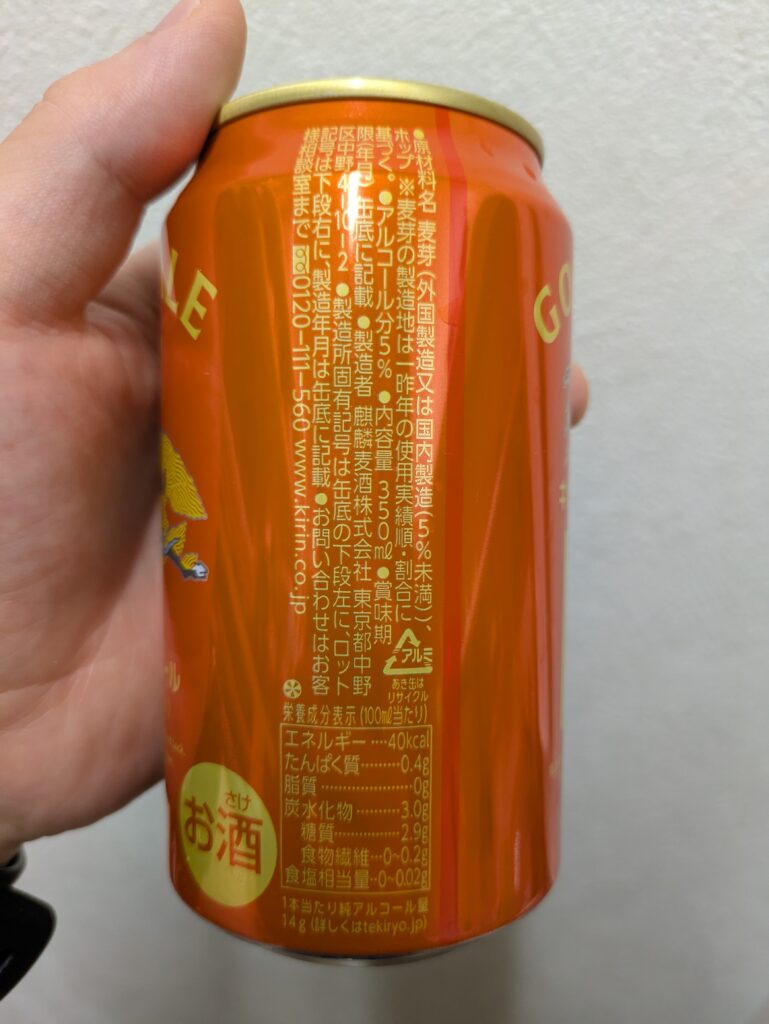 ●原材料名 麦芽(外国製造又は国内製造(5%未満))、
ホップ ※麦芽の製造地は一昨年の使用実績順・割合に
基づく。●アルコール分5% ●内容量 350ml ●賞味期
限(年月)缶底に記載 ●製造者 麒麟麦酒株式会社 東京都中野
区中野4-10-2 ●製造所固有記号は缶底の下段左に、ロット
記号は下段右に、製造年月は缶底に記載 ●お問い合わせはお客
様相談室まで 0120-111-560 www.kirin.co.jp
アルミ
あき缶は
リサイクル
栄養成分表示(100ml当たり)
エネルギー…40kcal
たんぱく質………0.4g
脂質………………0g
炭水化物………3.0g
糖質…………2.9g
食物繊維…0~0.2g
食塩相当量…0~0.02g
1本当たり純アルコール量
14g(詳しくはtekiryo.jp)
さけ
お酒
LE
GO
ル